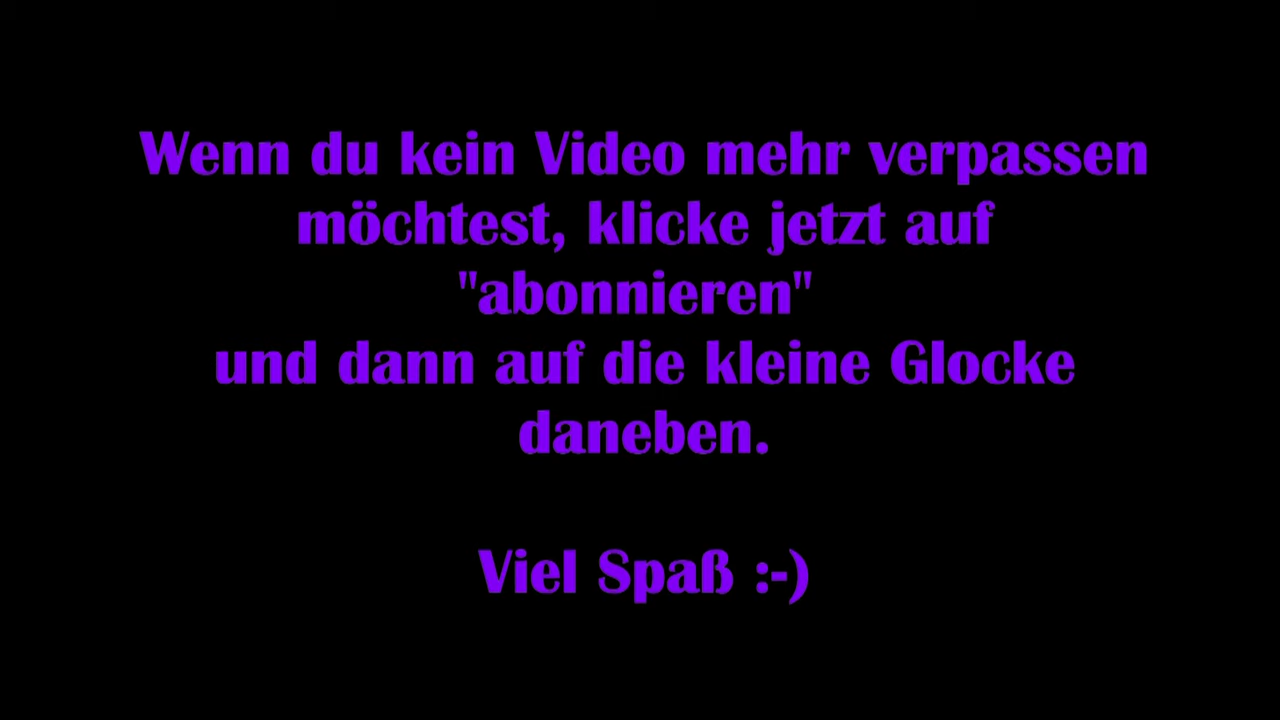 Wenn du kein Video mehr verpassen
möchtest, klicke jetzt auf
"abonnieren"
und dann auf die kleine Glocke
daneben.
Viel Spaß :-)